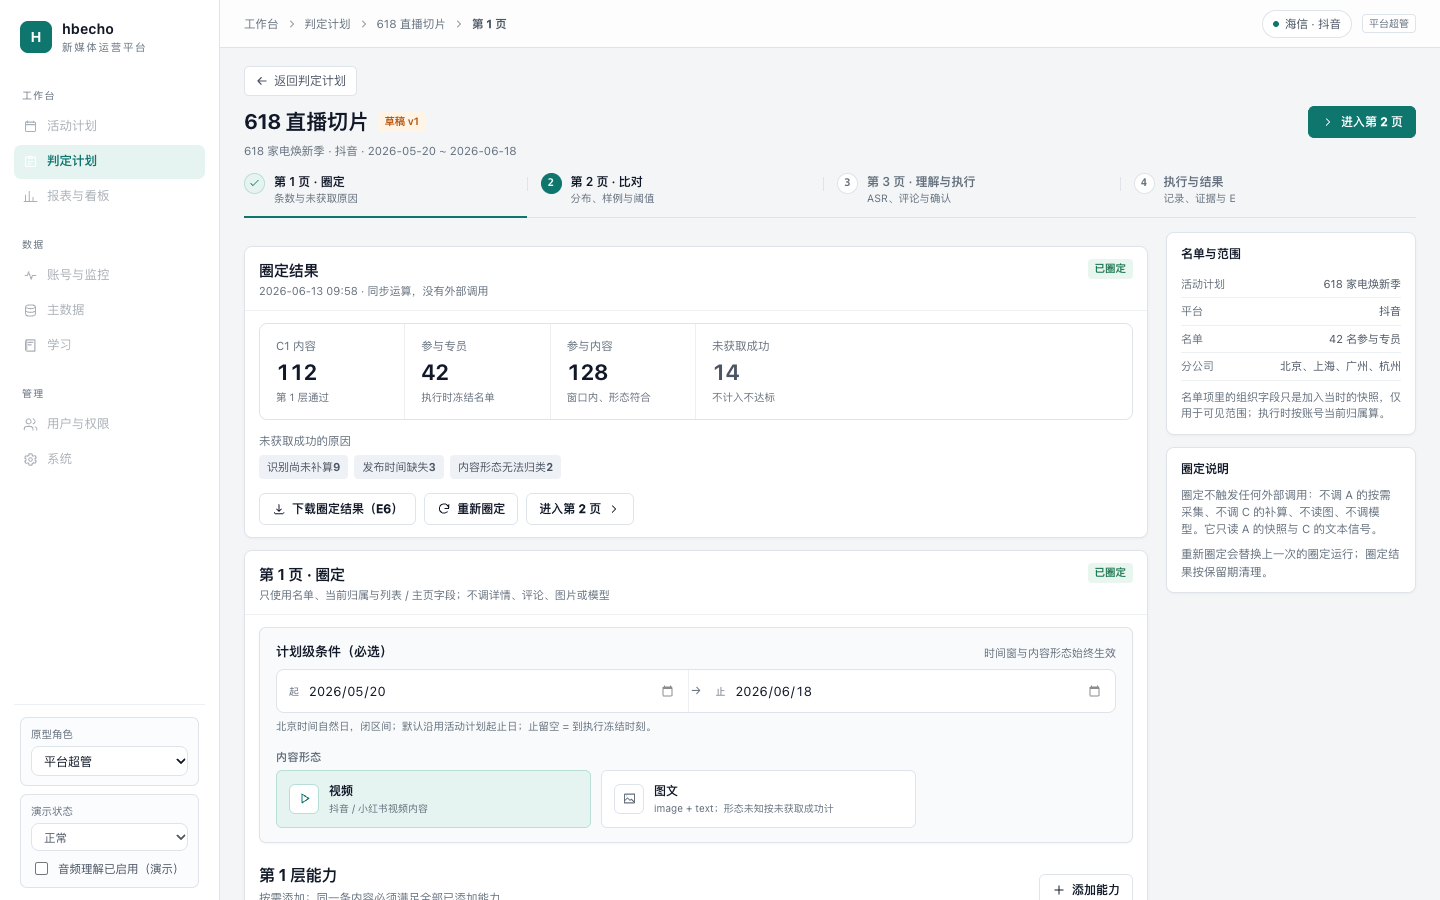 H
hbecho
新媒体运营平台
工作台
活动计划
判定计划
报表与看板
数据
账号与监控
主数据
学习
管理
用户与权限
系统
原型角色
平台超管
演示状态
正常
音频理解已启用（演示）
工作台 > 判定计划 > 618 直播切片 > 第 1 页
海信 · 抖音
平台超管
← 返回判定计划
618 直播切片 草稿 v1
618 家电焕新季 · 抖音 · 2026-05-20 ~ 2026-06-18
> 进入第 2 页
第 1 页 · 圈定
条数与未获取原因
2 第 2 页 · 比对
分布、样例与阈值
3 第 3 页 · 理解与执行
ASR、评论与确认
4 执行与结果
记录、证据与 E
圈定结果
已圈定
2026-06-13 09:58 · 同步运算，没有外部调用
C1 内容
112
第 1 层通过
参与专员
42
执行时冻结名单
参与内容
128
窗口内、形态符合
未获取成功
14
不计入不达标
未获取成功的原因
识别尚未补算9 发布时间缺失3 内容形态无法归类2
下载圈定结果（E6） 重新圈定 进入第 2 页 >
第 1 页 · 圈定
已圈定
只使用名单、当前归属与列表 / 主页字段；不调详情、评论、图片或模型
计划级条件（必选）
时间窗与内容形态始终生效
起 2026/05/20 → 止 2026/06/18
北京时间自然日，闭区间；默认沿用活动计划起止日；止留空 = 到执行冻结时刻。
内容形态
视频
抖音 / 小红书视频内容
图文
image + text；形态未知按未获取成功计
第 1 层能力
按需添加；同一条内容必须满足全部已添加能力
+ 添加能力
名单与范围
活动计划 618 家电焕新季
平台 抖音
名单 42 名参与专员
分公司 北京、上海、广州、杭州
名单项里的组织字段只是加入当时的快照，仅
用于可见范围；执行时按账号当前归属算。
圈定说明
圈定不触发任何外部调用：不调 A 的按需
采集、不调 C 的补算、不读图、不调模
型。它只读 A 的快照与 C 的文本信号。
重新圈定会替换上一次的圈定运行；圈定结
果按保留期清理。